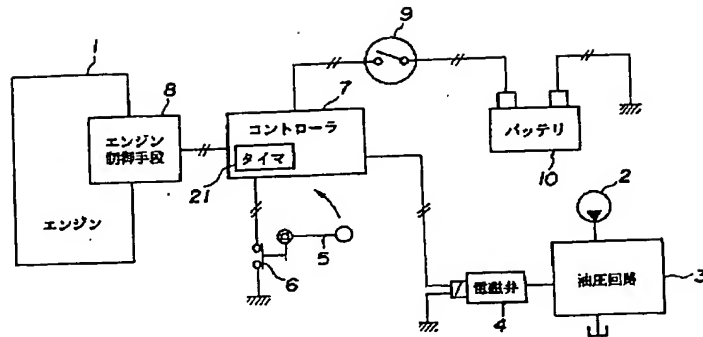 9
1
8
7
エンジン
制御手段
コントローラ
タイマ
21
バッテリ
10
2
エンジン
5
6
電磁弁
4
油圧回路
3